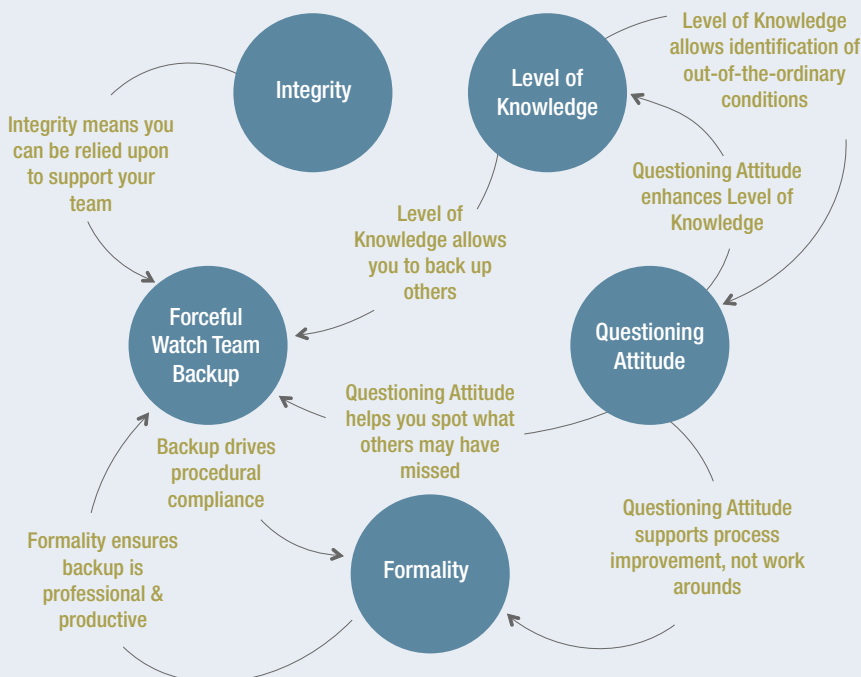 Integrity
Level of
Knowledge
Level of Knowledge
allows identification of
out-of-the-ordinary
conditions
Integrity means you
can be relied upon
to support your
team
Level of
Knowledge allows
you to back up
others
Questioning Attitude
enhances Level of
Knowledge
Forceful
Watch Team
Backup
Questioning
Attitude
Questioning Attitude
helps you spot what
others may have
missed
Backup drives
procedural
compliance
Formality ensures
backup is
professional &
productive
Formality
Questioning Attitude
supports process
improvement, not work
arounds